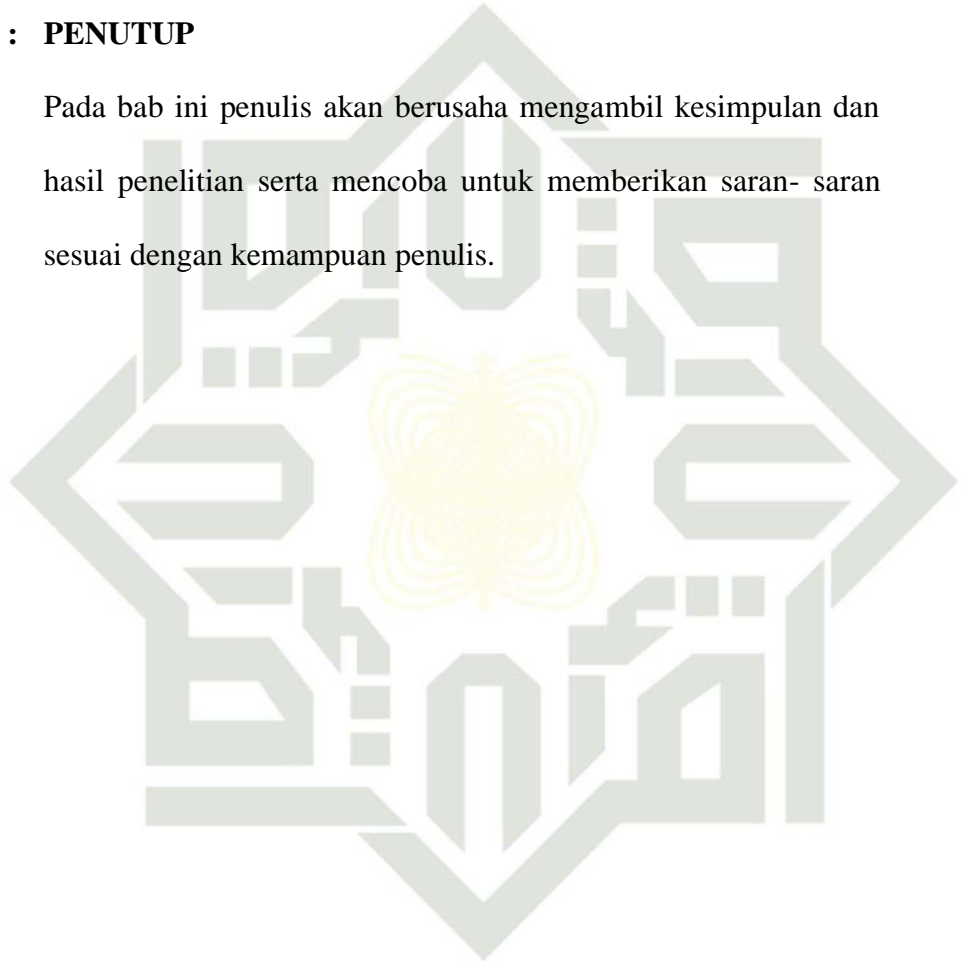 : PENUTUP
Pada bab ini penulis akan berusaha mengambil kesimpulan dan
hasil penelitian serta mencoba untuk memberikan saran- saran
sesuai dengan kemampuan penulis.